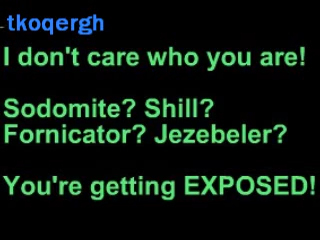 tkoqergh
I don't care who you are!
Sodomite? Shill?
Fornicator? Jezebeler?
You're getting EXPOSED!